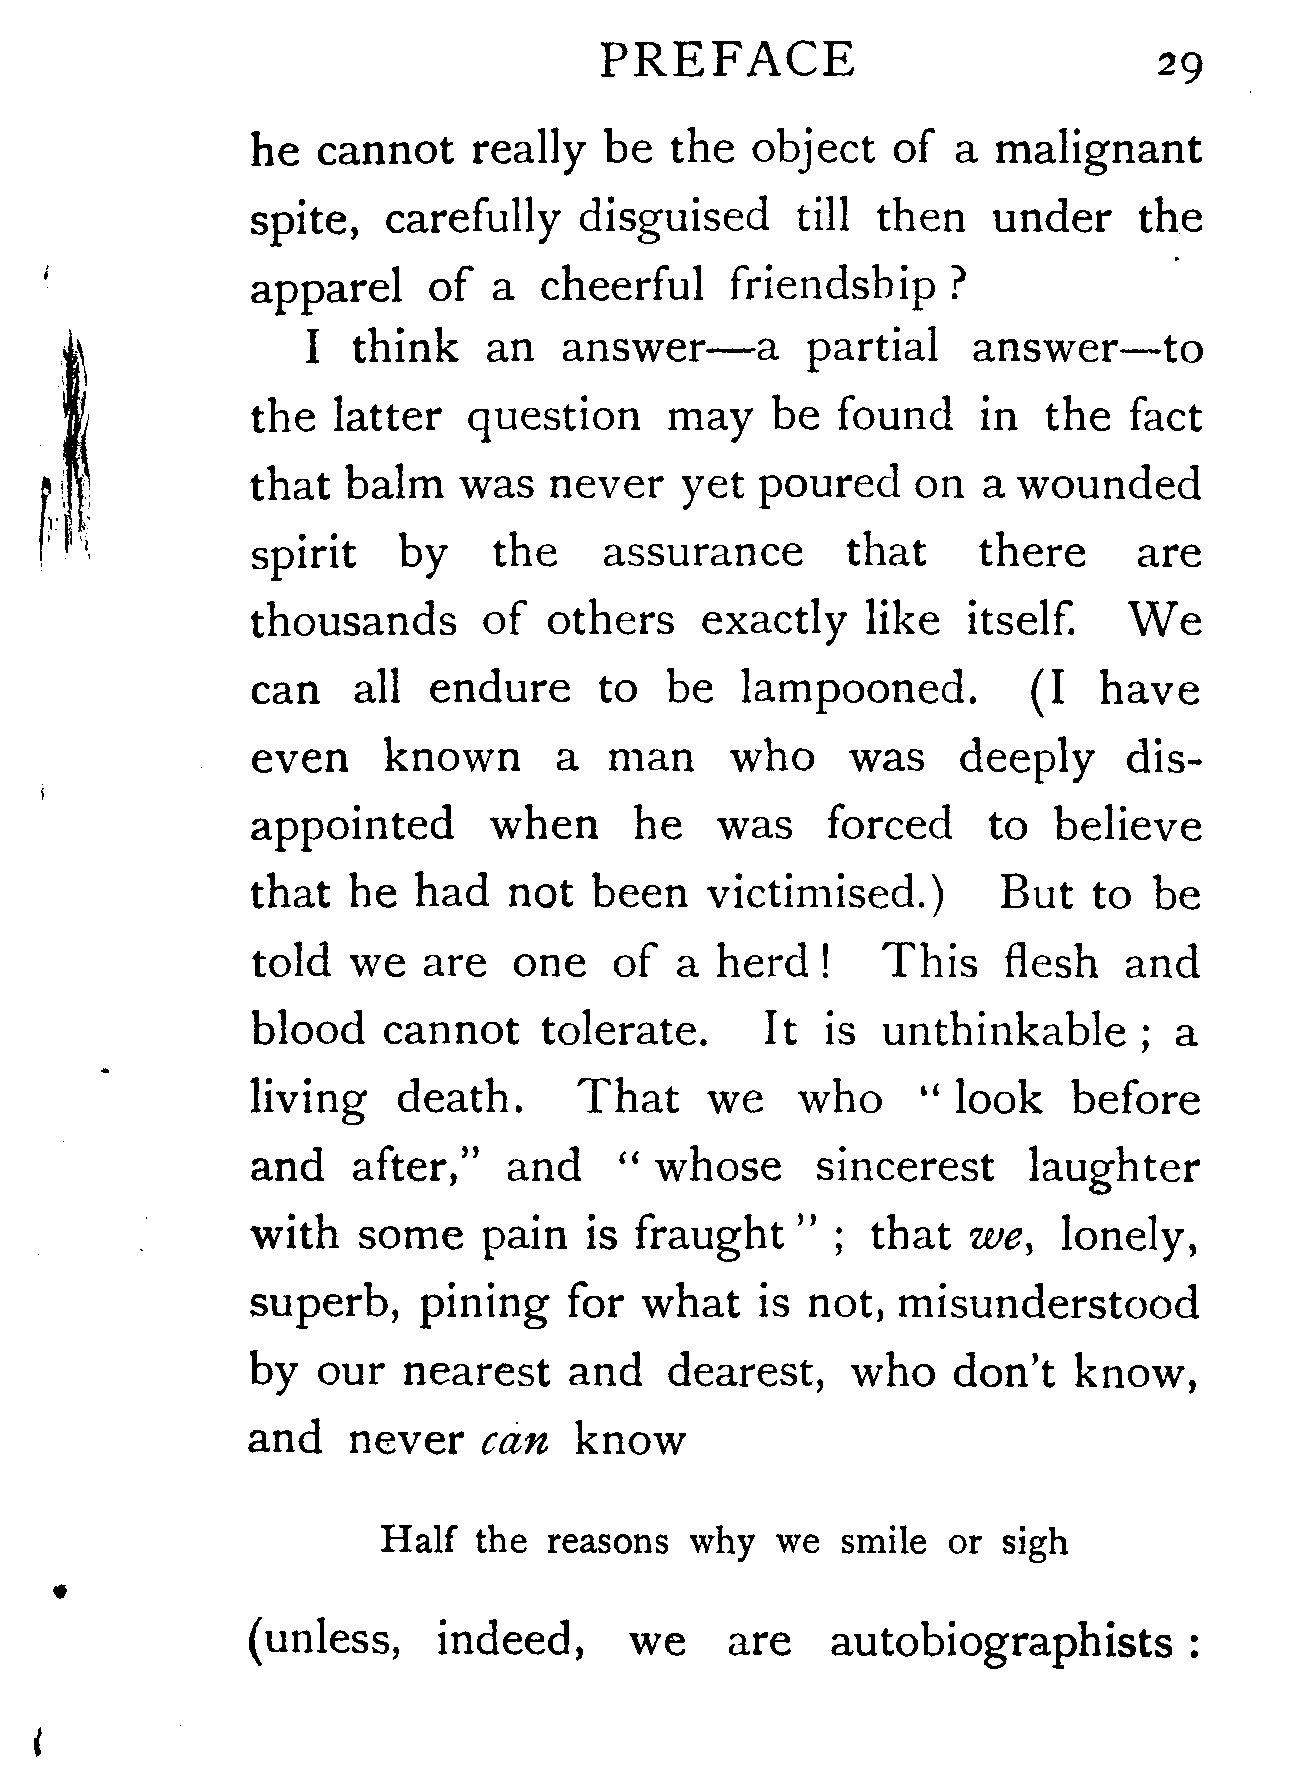 PREFACE 29
he cannot really be the object of a malignant
spite, carefully disguised till then under the
apparel of a cheerful friendship ?
I think an answer—a partial answer—to
the latter question may be found in the fact
that balm was never yet poured on a wounded
spirit by the assurance that there are
thousands of others exactly like itself. We
can all endure to be lampooned. (I have
even known a man who was deeply dis-
appointed when he was forced to believe
that he had not been victimised.) But to be
told we are one of a herd ! This flesh and
blood cannot tolerate. It is unthinkable ; a
living death. That we who “ look before
and after,” and “ whose sincerest laughter
with some pain is fraught ” ; that we, lonely,
superb, pining for what is not, misunderstood
by our nearest and dearest, who don't know,
and never can know
Half the reasons why we smile or sigh
(unless, indeed, we are autobiographists :